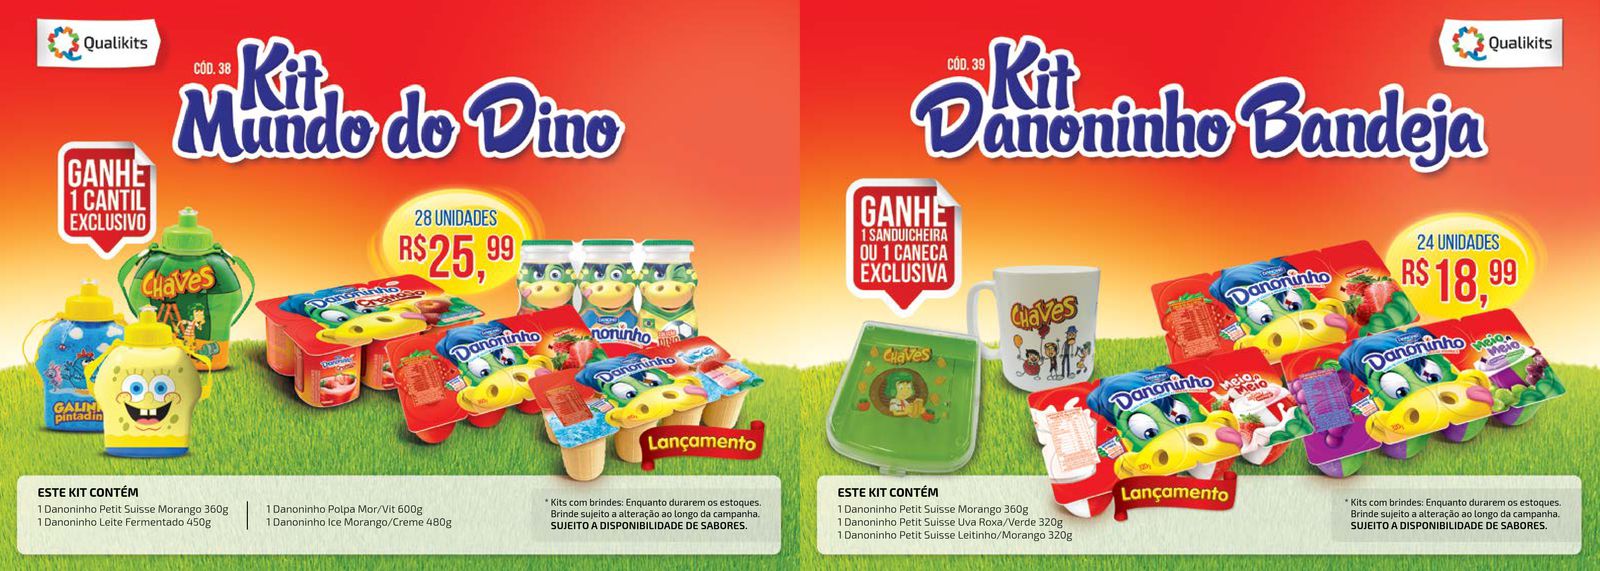 Qualikits
CÓD. 38
Kit
Mundo do Dino
GANHE
1 CANTIL
EXCLUSIVO
28 UNIDADES
R$25,99
CHAVES
GALINHA
pintadinha
Danoninho
Danoninho
Danoninho
Danoninho
Lançamento
ESTE KIT CONTÉM
1 Danoninho Petit Suisse Morango 360g
1 Danoninho Leite Fermentado 450g
1 Danoninho Polpa Mor/Vit 600g
1 Danoninho Ice Morango/Creme 480g
* Kits com brindes: Enquanto durarem os estoques.
Brinde sujeito a alteração ao longo da campanha.
SUJEITO A DISPONIBILIDADE DE SABORES.
Qualikits
CÓD. 39
Kit
Danoninho Bandeja
GANHE
1 SANDUICHEIRA
OU 1 CANECA
EXCLUSIVA
24 UNIDADES
R$18,99
CHAVES
CHAVES
Danoninho
Danoninho
Meio a Meio
Danoninho
Meio a Meio
Lançamento
ESTE KIT CONTÉM
1 Danoninho Petit Suisse Morango 360g
1 Danoninho Petit Suisse Uva Roxa/Verde 320g
1 Danoninho Petit Suisse Leitinho/Morango 320g
* Kits com brindes: Enquanto durarem os estoques.
Brinde sujeito a alteração ao longo da campanha.
SUJEITO A DISPONIBILIDADE DE SABORES.